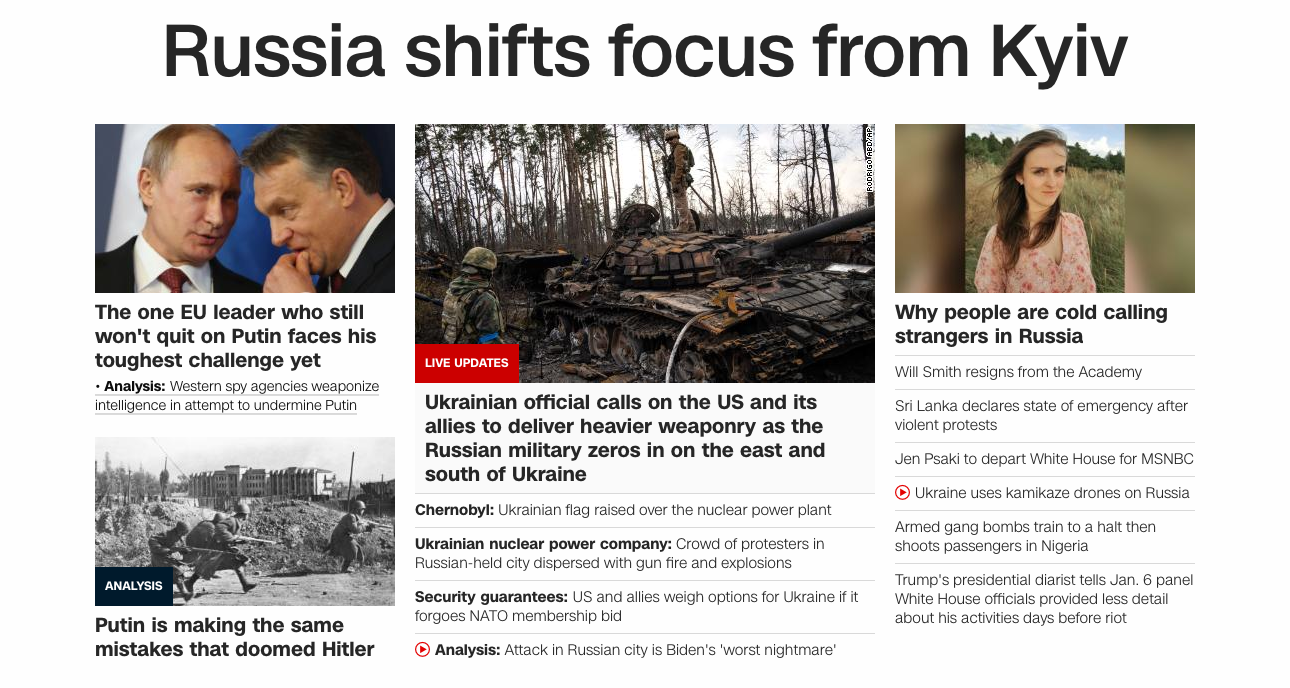 Russia shifts focus from Kyiv
The one EU leader who still
won't quit on Putin faces his
toughest challenge yet
• Analysis: Western spy agencies weaponize
intelligence in attempt to undermine Putin
ANALYSIS
Putin is making the same
mistakes that doomed Hitler
RODRIGO ABD/AP
LIVE UPDATES
Ukrainian official calls on the US and its
allies to deliver heavier weaponry as the
Russian military zeros in on the east and
south of Ukraine
Chernobyl: Ukrainian flag raised over the nuclear power plant
Ukrainian nuclear power company: Crowd of protesters in
Russian-held city dispersed with gun fire and explosions
Security guarantees: US and allies weigh options for Ukraine if it
forgoes NATO membership bid
Analysis: Attack in Russian city is Biden's 'worst nightmare'
Why people are cold calling
strangers in Russia
Will Smith resigns from the Academy
Sri Lanka declares state of emergency after
violent protests
Jen Psaki to depart White House for MSNBC
Ukraine uses kamikaze drones on Russia
Armed gang bombs train to a halt then
shoots passengers in Nigeria
Trump's presidential diarist tells Jan. 6 panel
White House officials provided less detail
about his activities days before riot